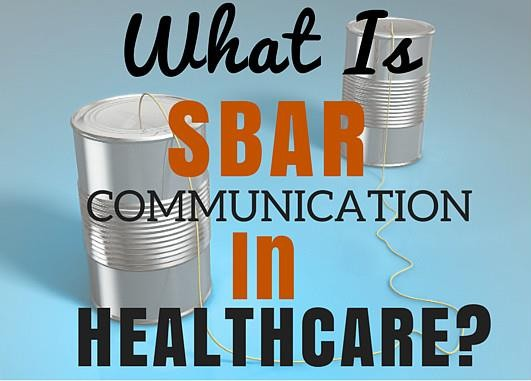 What Is
SBAR
COMMUNICATION
In
HEALTHCARE?